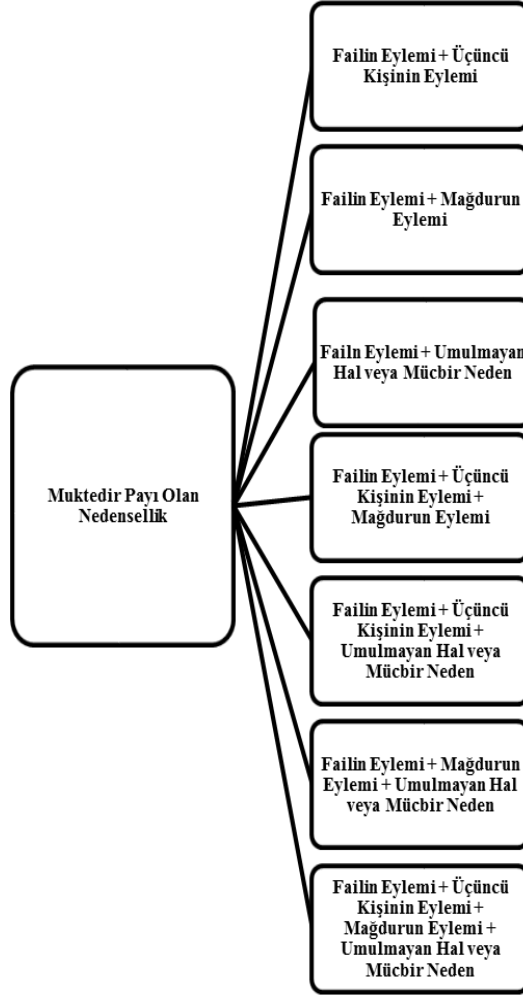 Failin Eylemi + Üçüncü
Kişinin Eylemi
Failin Eylemi + Mağdurun
Eylemi
Failn Eylemi + Umulmayan
Hal veya Mücbir Neden
Muktedir Payı Olan
Nedensellik
Failin Eylemi + Üçüncü
Kişinin Eylemi +
Mağdurun Eylemi
Failin Eylemi + Üçüncü
Kişinin Eylemi +
Umulmayan Hal veya
Mücbir Neden
Failin Eylemi + Mağdurun
Eylemi + Umulmayan Hal
veya Mücbir Neden
Failin Eylemi + Üçüncü
Kişinin Eylemi +
Mağdurun Eylemi +
Umulmayan Hal veya
Mücbir Neden